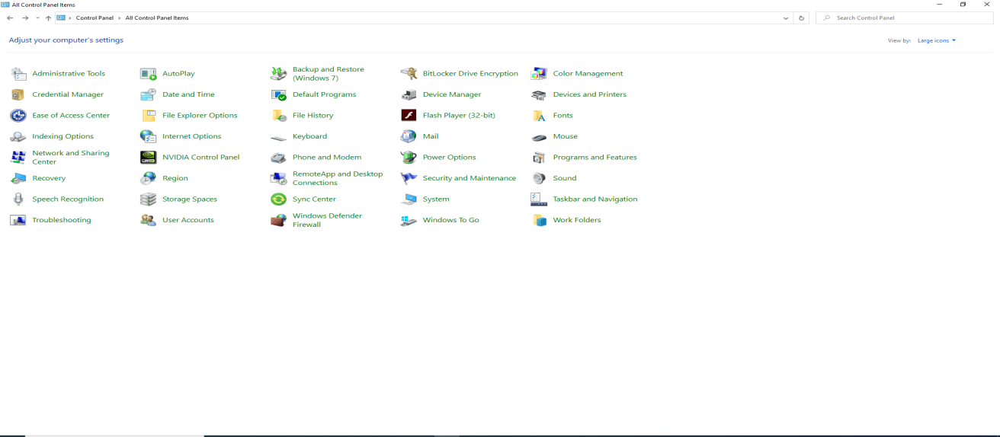 All Control Panel Items
Control Panel > All Control Panel Items
Search Control Panel
Adjust your computer's settings
View by: Large icons
Administrative Tools
AutoPlay
Backup and Restore
(Windows 7)
BitLocker Drive Encryption
Color Management
Credential Manager
Date and Time
Default Programs
Device Manager
Devices and Printers
Ease of Access Center
File Explorer Options
File History
Flash Player (32-bit)
Fonts
Indexing Options
Internet Options
Keyboard
Mail
Mouse
Network and Sharing
Center
NVIDIA Control Panel
Phone and Modem
Power Options
Programs and Features
Recovery
Region
RemoteApp and Desktop
Connections
Security and Maintenance
Sound
Speech Recognition
Storage Spaces
Sync Center
System
Taskbar and Navigation
Troubleshooting
User Accounts
Windows Defender
Firewall
Windows To Go
Work Folders